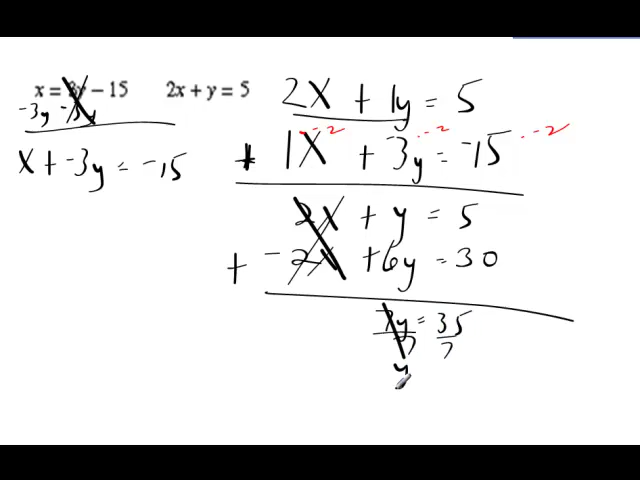 x = 3y – 15 2x + y = 5
-3y -3y
x + -3y = -15
2x + 1y = 5
+ 1x + -3y = -15
·-2 ·-2 ·-2
2x + y = 5
+ -2x + 6y = 30
7y = 35
7 7
y